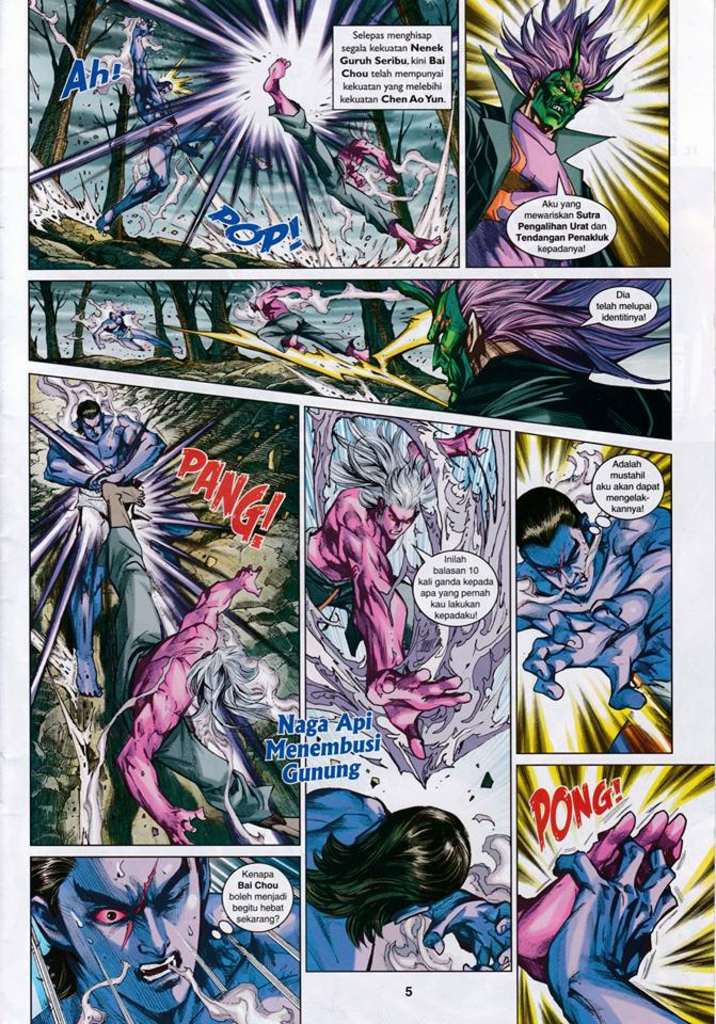 Ah!
Selepas menghisap
segala kekuatan Nenek
Guruh Seribu, kini Bai
Chou telah mempunyai
kekuatan yang melebihi
kekuatan Chen Ao Yun.
POP!
Aku yang
mewariskan Sutra
Pengalihan Urat dan
Tendangan Penakluk
kepadanya!
Dia
telah melupai
identitinya!
PANG!
Inilah
balasan 10
kali ganda kepada
apa yang pernah
kau lakukan
kepadaku!
Adalah
mustahil
aku akan dapat
mengelak-
kannya!
Naga Api
Menembusi
Gunung
PONG!
Kenapa
Bai Chou
boleh menjadi
begitu hebat
sekarang?
5